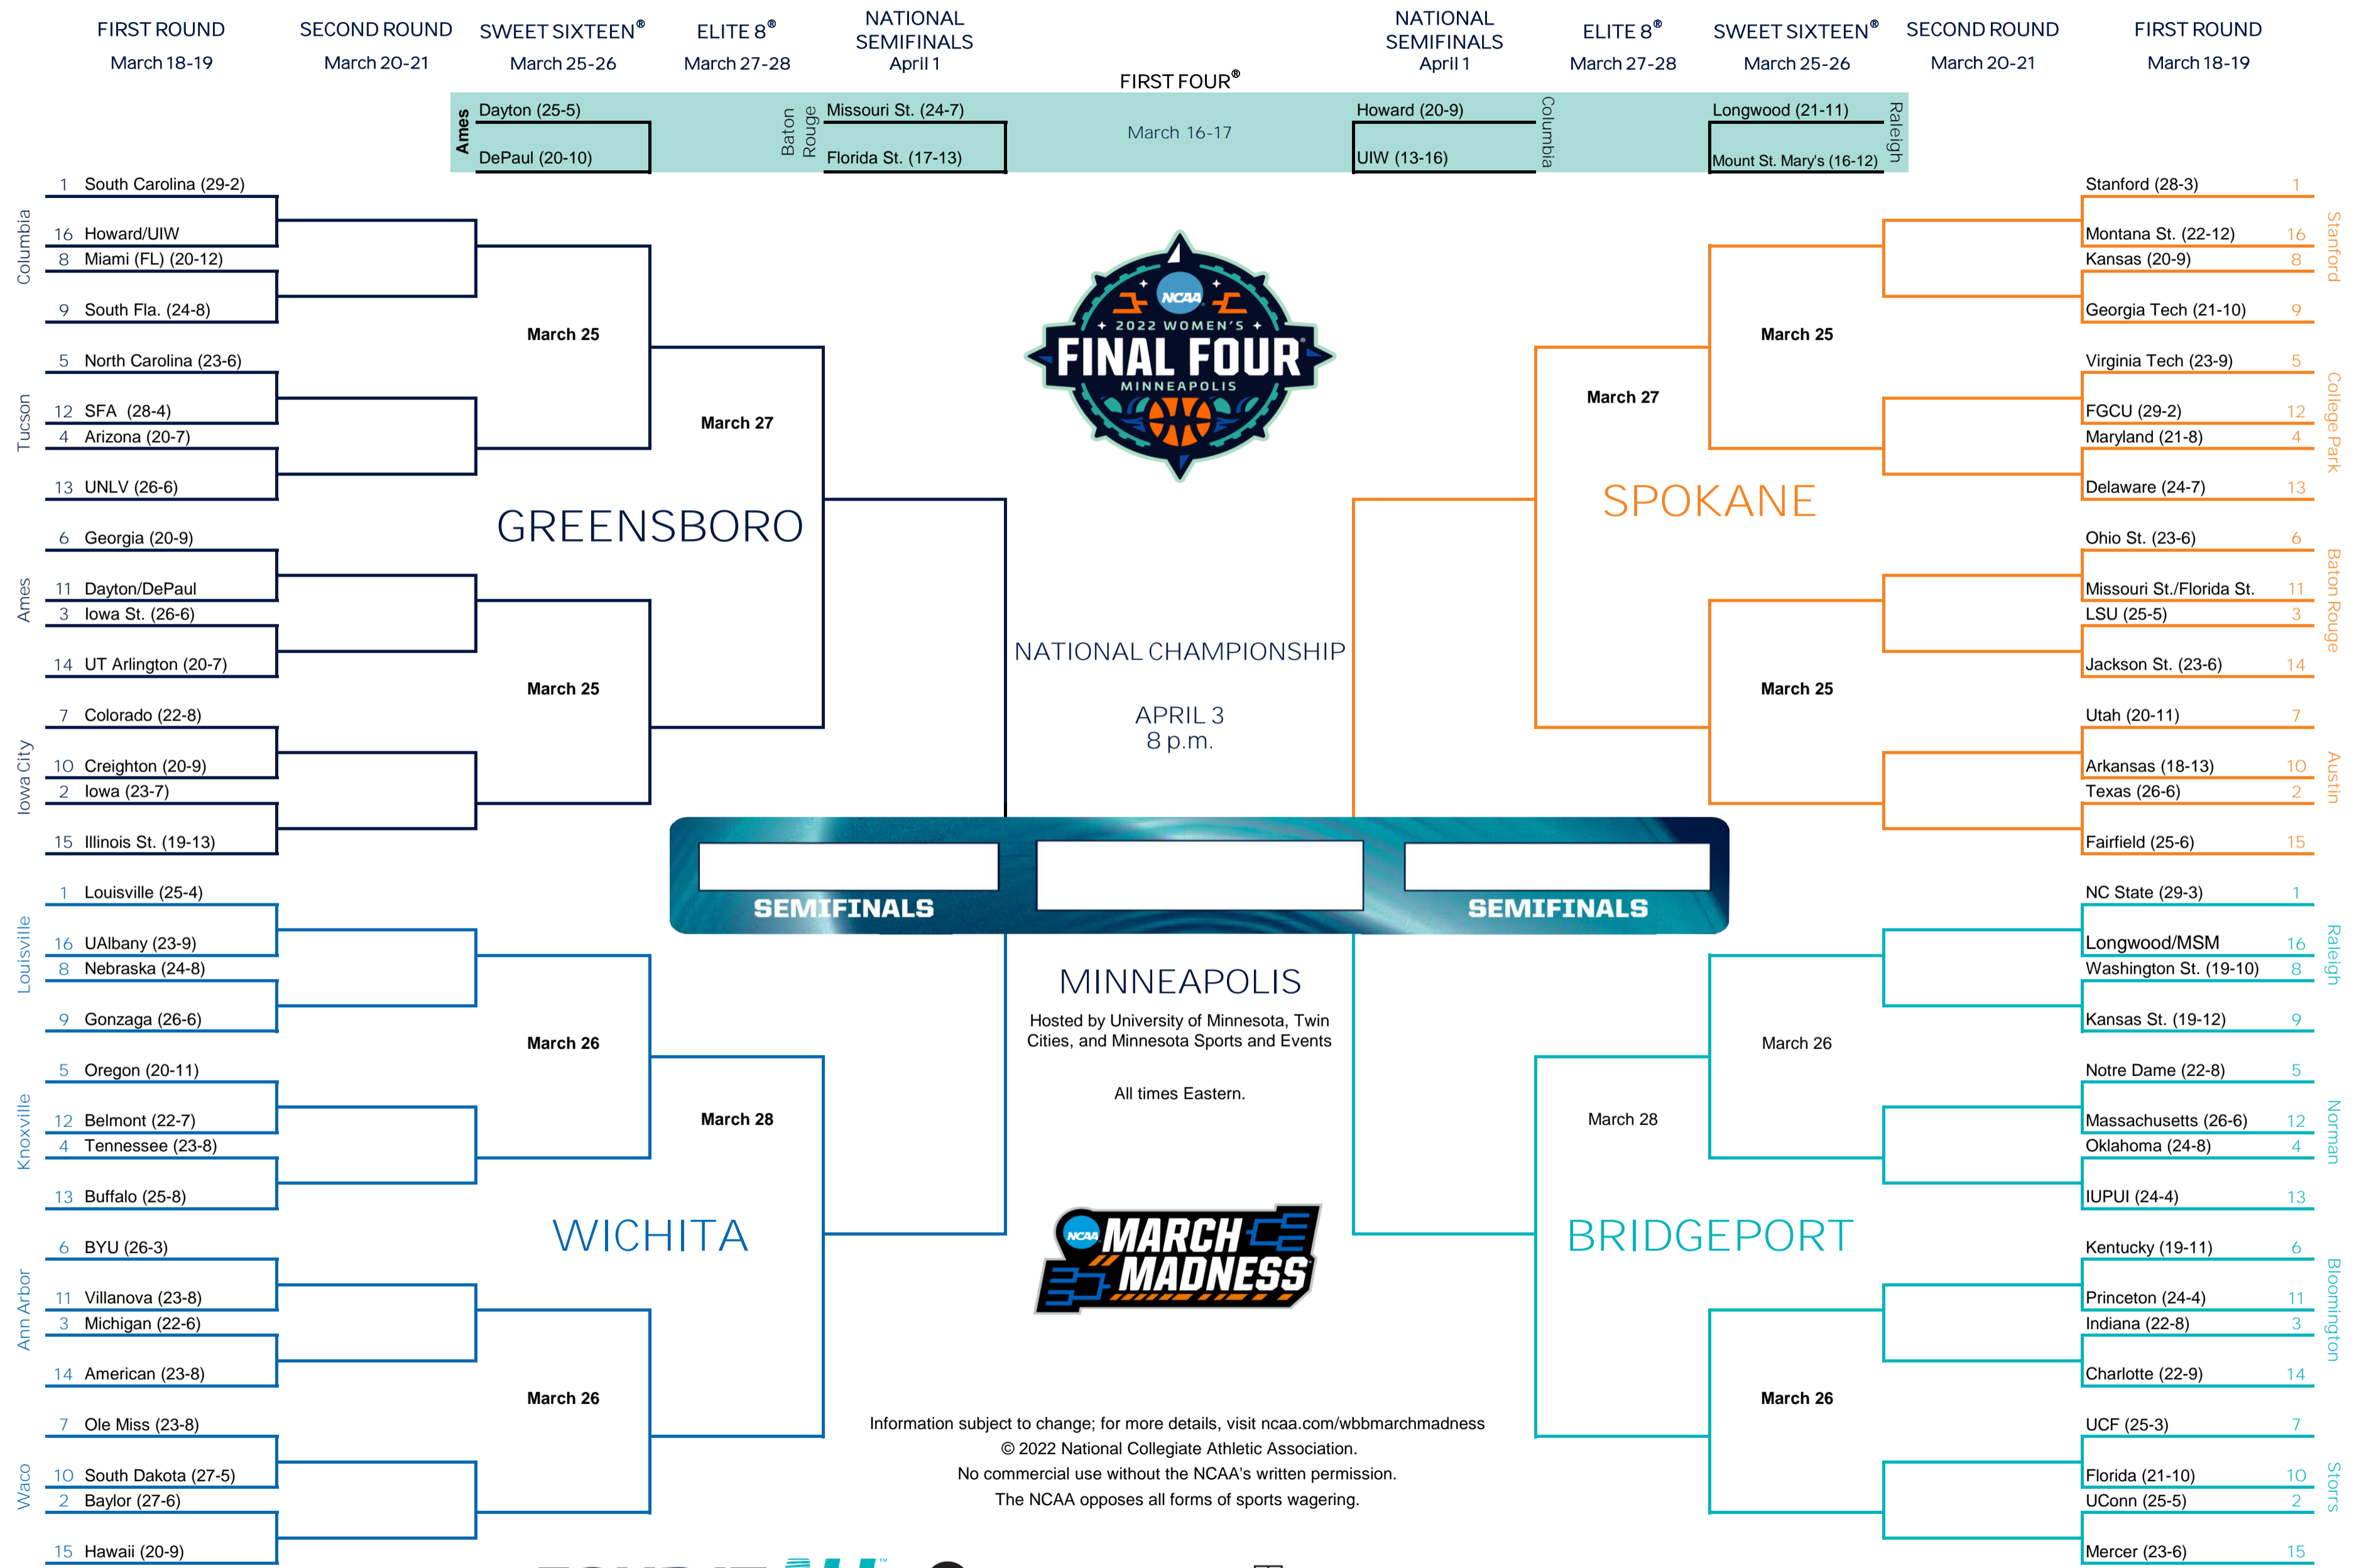 FIRST ROUND
March 18-19
SECOND ROUND
March 20-21
SWEET SIXTEEN®
March 25-26
ELITE 8®
March 27-28
NATIONAL
SEMIFINALS
April 1
FIRST FOUR®
March 16-17
NATIONAL
SEMIFINALS
April 1
ELITE 8®
March 27-28
SWEET SIXTEEN®
March 25-26
SECOND ROUND
March 20-21
FIRST ROUND
March 18-19
Ames
Dayton (25-5)
DePaul (20-10)
Baton
Rouge
Missouri St. (24-7)
Florida St. (17-13)
Howard (20-9)
UIW (13-16)
Columbia
Longwood (21-11)
Mount St. Mary's (16-12)
Raleigh
Columbia
1 South Carolina (29-2)
16 Howard/UIW
8 Miami (FL) (20-12)
9 South Fla. (24-8)
Tucson
5 North Carolina (23-6)
12 SFA (28-4)
4 Arizona (20-7)
13 UNLV (26-6)
Ames
6 Georgia (20-9)
11 Dayton/DePaul
3 Iowa St. (26-6)
14 UT Arlington (20-7)
Iowa City
7 Colorado (22-8)
10 Creighton (20-9)
2 Iowa (23-7)
15 Illinois St. (19-13)
March 25
March 27
GREENSBORO
March 25
Louisville
1 Louisville (25-4)
16 UAlbany (23-9)
8 Nebraska (24-8)
9 Gonzaga (26-6)
Knoxville
5 Oregon (20-11)
12 Belmont (22-7)
4 Tennessee (23-8)
13 Buffalo (25-8)
Ann Arbor
6 BYU (26-3)
11 Villanova (23-8)
3 Michigan (22-6)
14 American (23-8)
Waco
7 Ole Miss (23-8)
10 South Dakota (27-5)
2 Baylor (27-6)
15 Hawaii (20-9)
March 26
March 28
WICHITA
March 26
NCAA
2022 WOMEN'S
FINAL FOUR
MINNEAPOLIS
NATIONAL CHAMPIONSHIP
APRIL 3
8 p.m.
SEMIFINALS
SEMIFINALS
MINNEAPOLIS
Hosted by University of Minnesota, Twin
Cities, and Minnesota Sports and Events
All times Eastern.
NCAA
MARCH
MADNESS
Information subject to change; for more details, visit ncaa.com/wbbmarchmadness
© 2022 National Collegiate Athletic Association.
No commercial use without the NCAA's written permission.
The NCAA opposes all forms of sports wagering.
March 25
March 27
SPOKANE
March 25
Stanford (28-3) 1
Montana St. (22-12) 16
Kansas (20-9) 8
Georgia Tech (21-10) 9
Stanford
Virginia Tech (23-9) 5
FGCU (29-2) 12
Maryland (21-8) 4
Delaware (24-7) 13
College Park
Ohio St. (23-6) 6
Missouri St./Florida St. 11
LSU (25-5) 3
Jackson St. (23-6) 14
Baton Rouge
Utah (20-11) 7
Arkansas (18-13) 10
Texas (26-6) 2
Fairfield (25-6) 15
Austin
March 26
March 28
BRIDGEPORT
March 26
NC State (29-3) 1
Longwood/MSM 16
Washington St. (19-10) 8
Kansas St. (19-12) 9
Raleigh
Notre Dame (22-8) 5
Massachusetts (26-6) 12
Oklahoma (24-8) 4
IUPUI (24-4) 13
Norman
Kentucky (19-11) 6
Princeton (24-4) 11
Indiana (22-8) 3
Charlotte (22-9) 14
Bloomington
UCF (25-3) 7
Florida (21-10) 10
UConn (25-5) 2
Mercer (23-6) 15
Storrs